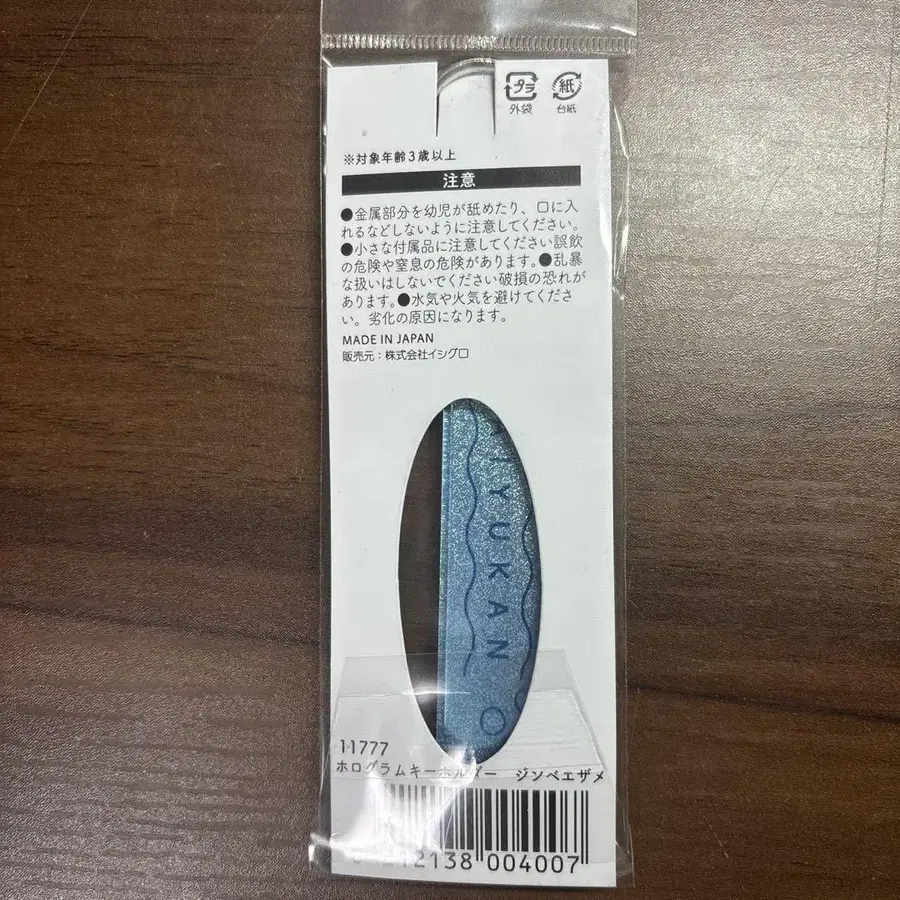 プラ 紙
外袋 台紙
※対象年齢3歳以上
注意
●金属部分を幼児が舐めたり、口に入
れるなどしないように注意してください。
●小さな付属品に注意してください誤飲
の危険や窒息の危険があります。●乱暴
な扱いはしないでください破損の恐れが
あります。●水気や火気を避けてくださ
い。劣化の原因になります。
MADE IN JAPAN
販売元：株式会社イシグロ
IYUKAN
11777
ホログラムキーホルダー ジンベエザメ
12138 004007